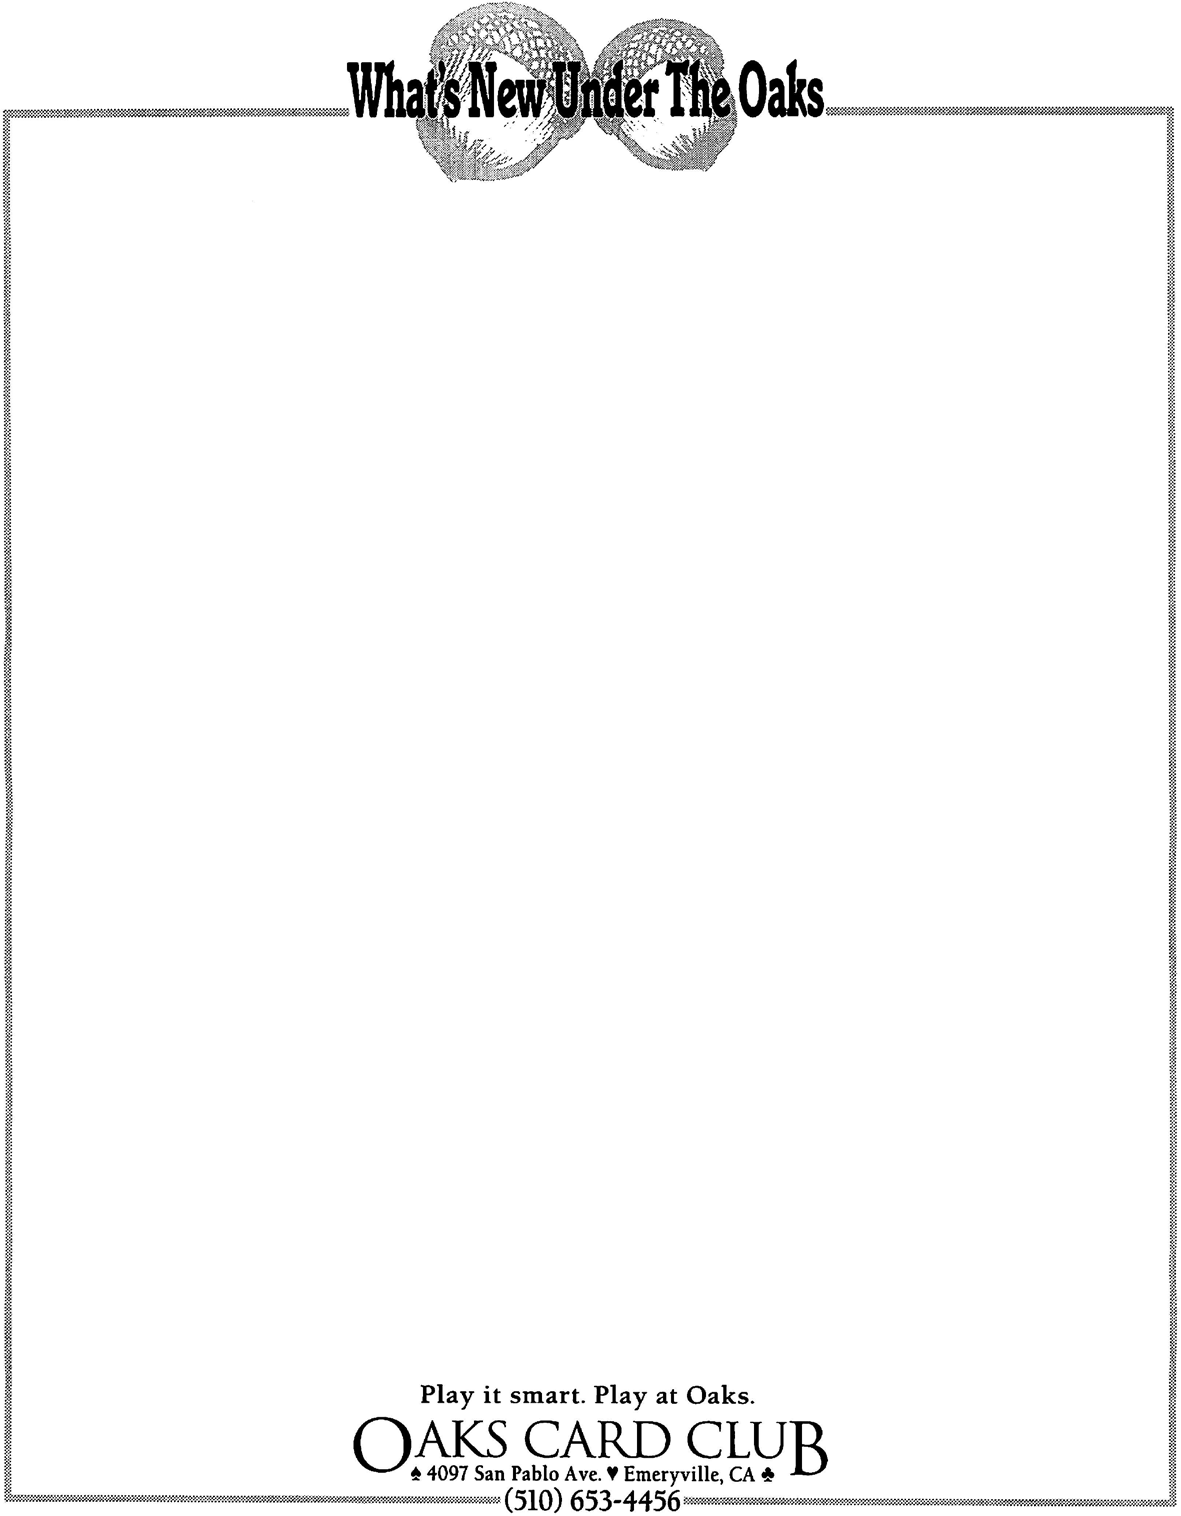 What's New Under The Oaks
Play it smart. Play at Oaks.
OAKS CARD CLUB
♠ 4097 San Pablo Ave. ♥ Emeryville, CA ♣
(510) 653-4456